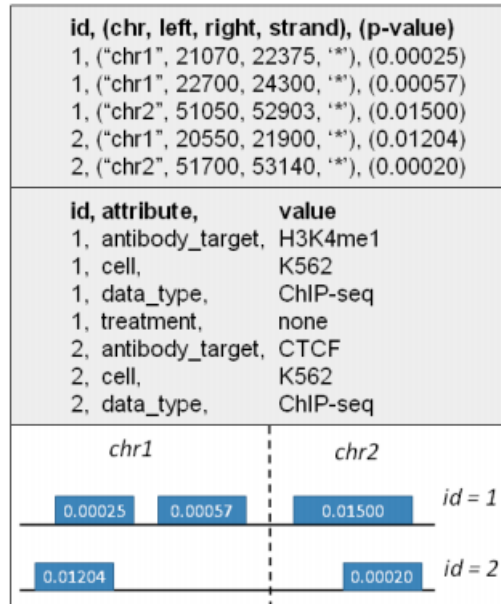 id, (chr, left, right, strand), (p-value)
1, (“chr1”, 21070, 22375, ‘*’), (0.00025)
1, (“chr1”, 22700, 24300, ‘*’), (0.00057)
1, (“chr2”, 51050, 52903, ‘*’), (0.01500)
2, (“chr1”, 20550, 21900, ‘*’), (0.01204)
2, (“chr2”, 51700, 53140, ‘*’), (0.00020)
id, attribute, value
1, antibody_target, H3K4me1
1, cell, K562
1, data_type, ChIP-seq
1, treatment, none
2, antibody_target, CTCF
2, cell, K562
2, data_type, ChIP-seq
chr1 chr2
0.00025 0.00057 0.01500 id = 1
0.01204 0.00020 id = 2